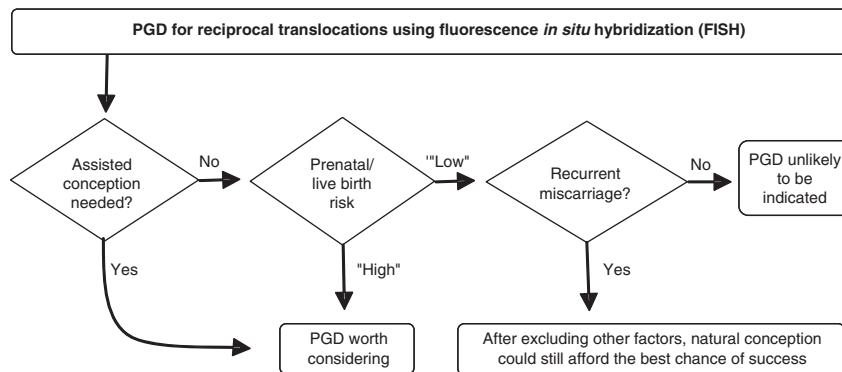 PGD for reciprocal translocations using fluorescence in situ hybridization (FISH)
Assisted
conception
needed?
No
Prenatal/
live birth
risk
'"Low"
Recurrent
miscarriage?
No
PGD unlikely
to be
indicated
Yes
"High"
Yes
PGD worth
considering
After excluding other factors, natural conception
could still afford the best chance of success